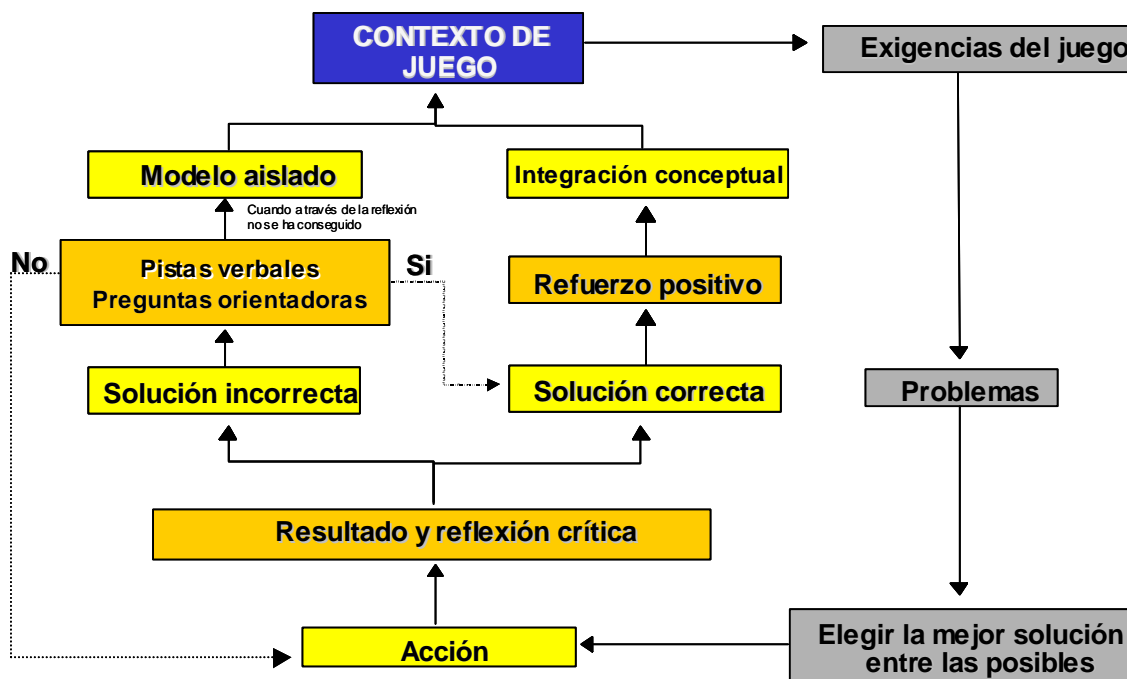 CONTEXTO DE
JUEGO
Exigencias del juego
Modelo aislado
Integración conceptual
Cuando a través de la reflexión
no se ha conseguido
No
Pistas verbales
Preguntas orientadoras
Si
Refuerzo positivo
Solución incorrecta
Solución correcta
Problemas
Resultado y reflexión crítica
Acción
Elegir la mejor solución
entre las posibles